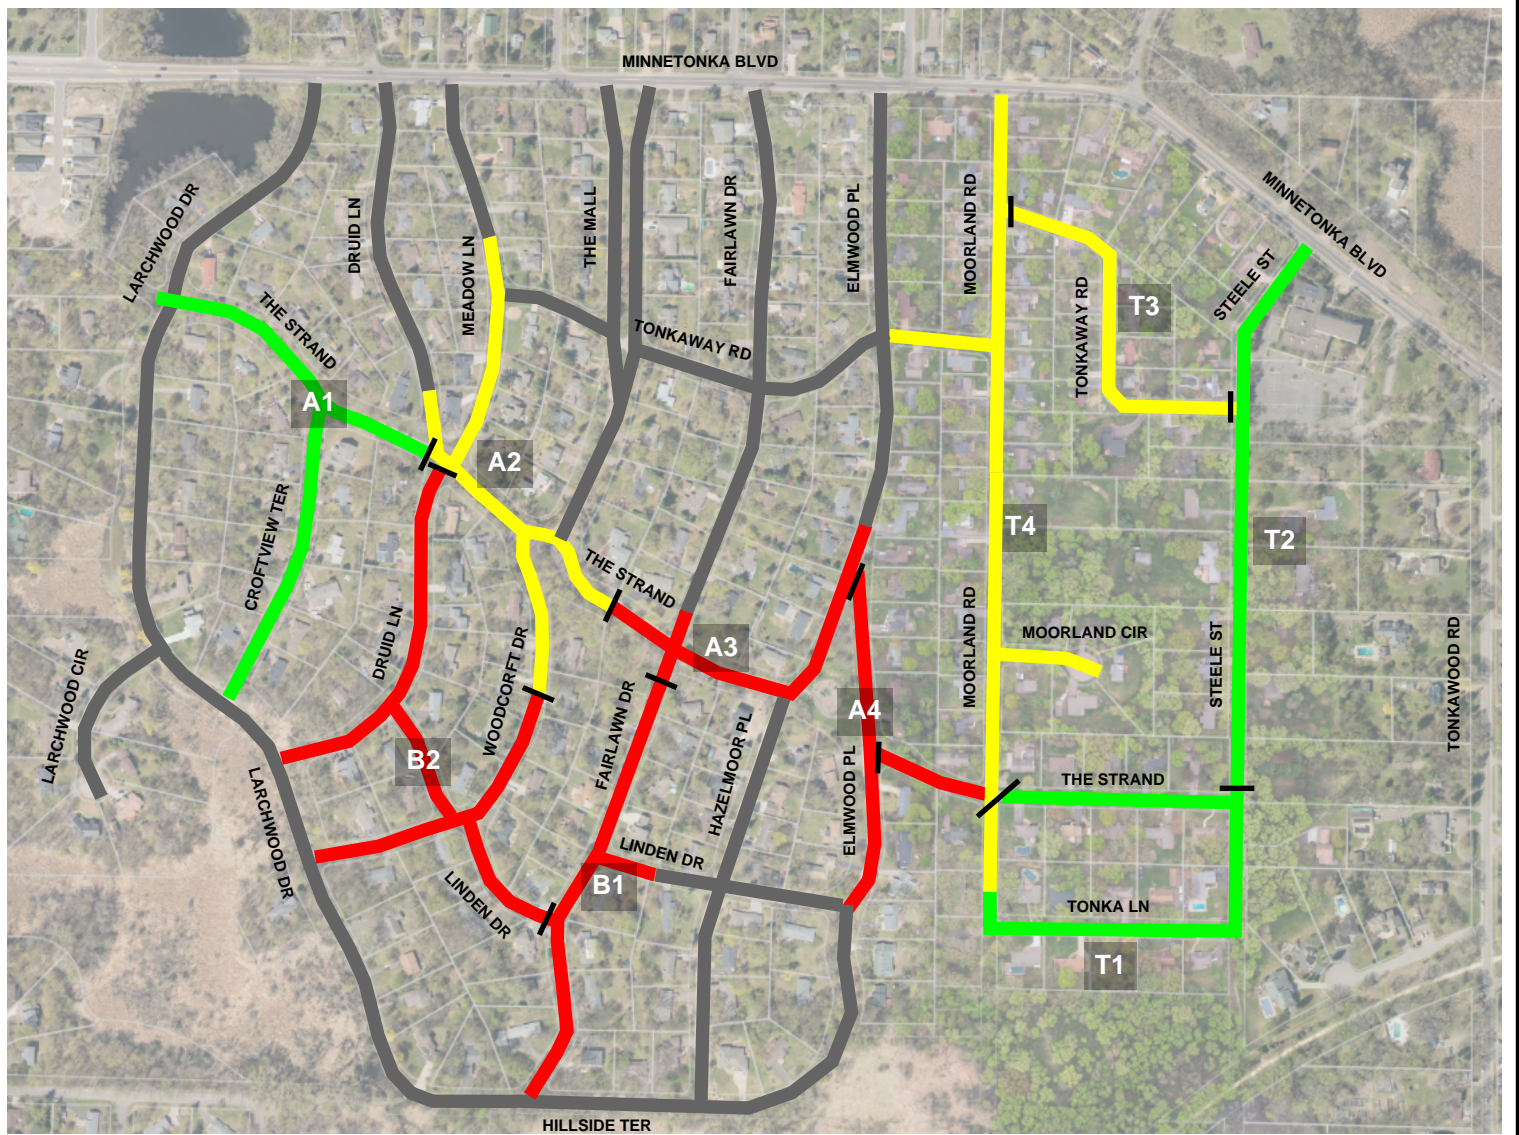 MINNETONKA BLVD
LARCHWOOD DR
DRUID LN
MEADOW LN
THE MALL
FAIRLAWN DR
ELMWOOD PL
MOORLAND RD
MINNETONKA BLVD
STEELE ST
THE STRAND
TONKAWAY RD
TONKAWAY RD
T3
A1
A2
CROFTVIEW TER
T4
T2
THE STRAND
DRUID LN
WOODCORFT DR
A3
MOORLAND RD
MOORLAND CIR
STEELE ST
TONKAWOOD RD
LARCHWOOD CIR
A4
B2
FAIRLAWN DR
HAZELMOOR PL
ELMWOOD PL
THE STRAND
LARCHWOOD DR
LINDEN DR
LINDEN DR
B1
TONKA LN
T1
HILLSIDE TER